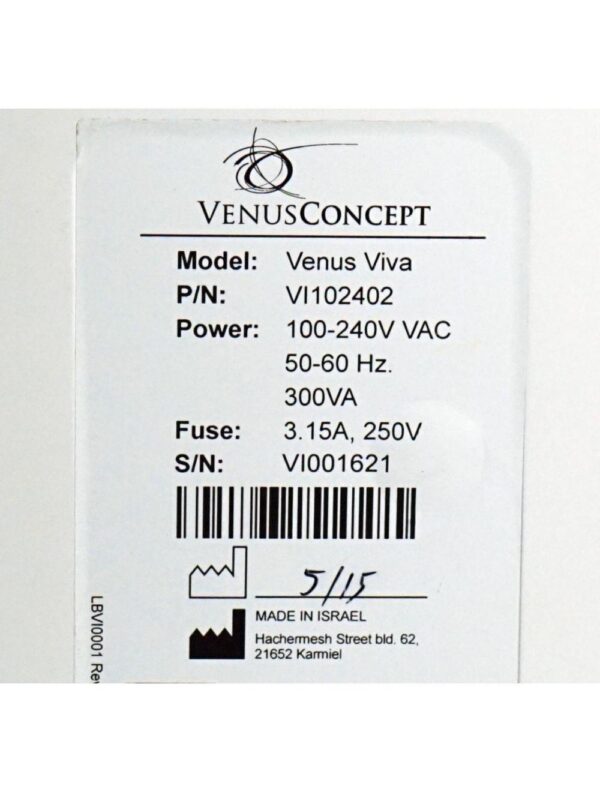 VENUSCONCEPT
Model: Venus Viva
P/N: VI102402
Power: 100-240V VAC
50-60 Hz.
300VA
Fuse: 3.15A, 250V
S/N: VI001621
5/15
MADE IN ISRAEL
Hachermesh Street bld. 62,
21652 Karmiel
LBVI0001 Rev